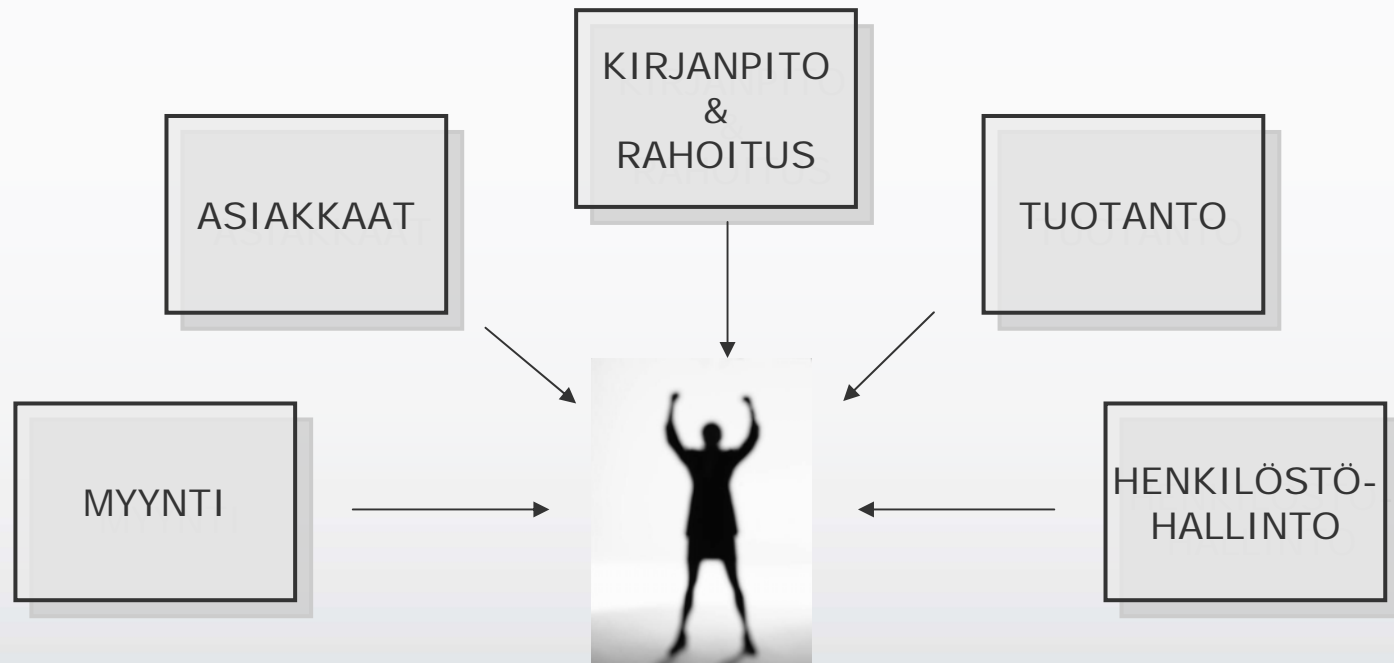 KIRJANPITO
&
RAHOITUS
ASIAKKAAT
TUOTANTO
MYYNTI
HENKILÖSTÖ-
HALLINTO